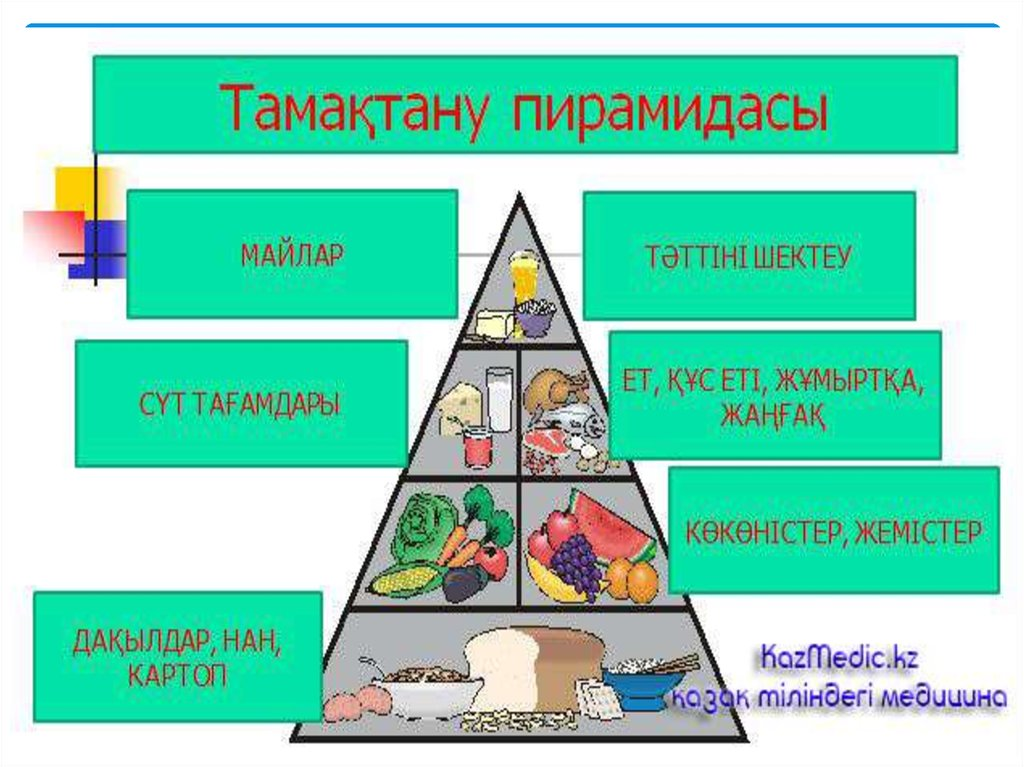 Тамақтану пирамидасы
МАЙЛАР
ТӘТТІНІ ШЕКТЕУ
СҮТ ТАҒАМДАРЫ
ЕТ, ҚҰС ЕТІ, ЖҰМЫРТҚА,
ЖАҢҒАҚ
КӨКӨНІСТЕР, ЖЕМІСТЕР
ДАҚЫЛДАР, НАН,
КАРТОП
KazMedic.kz
қазақ тіліндегі медицина